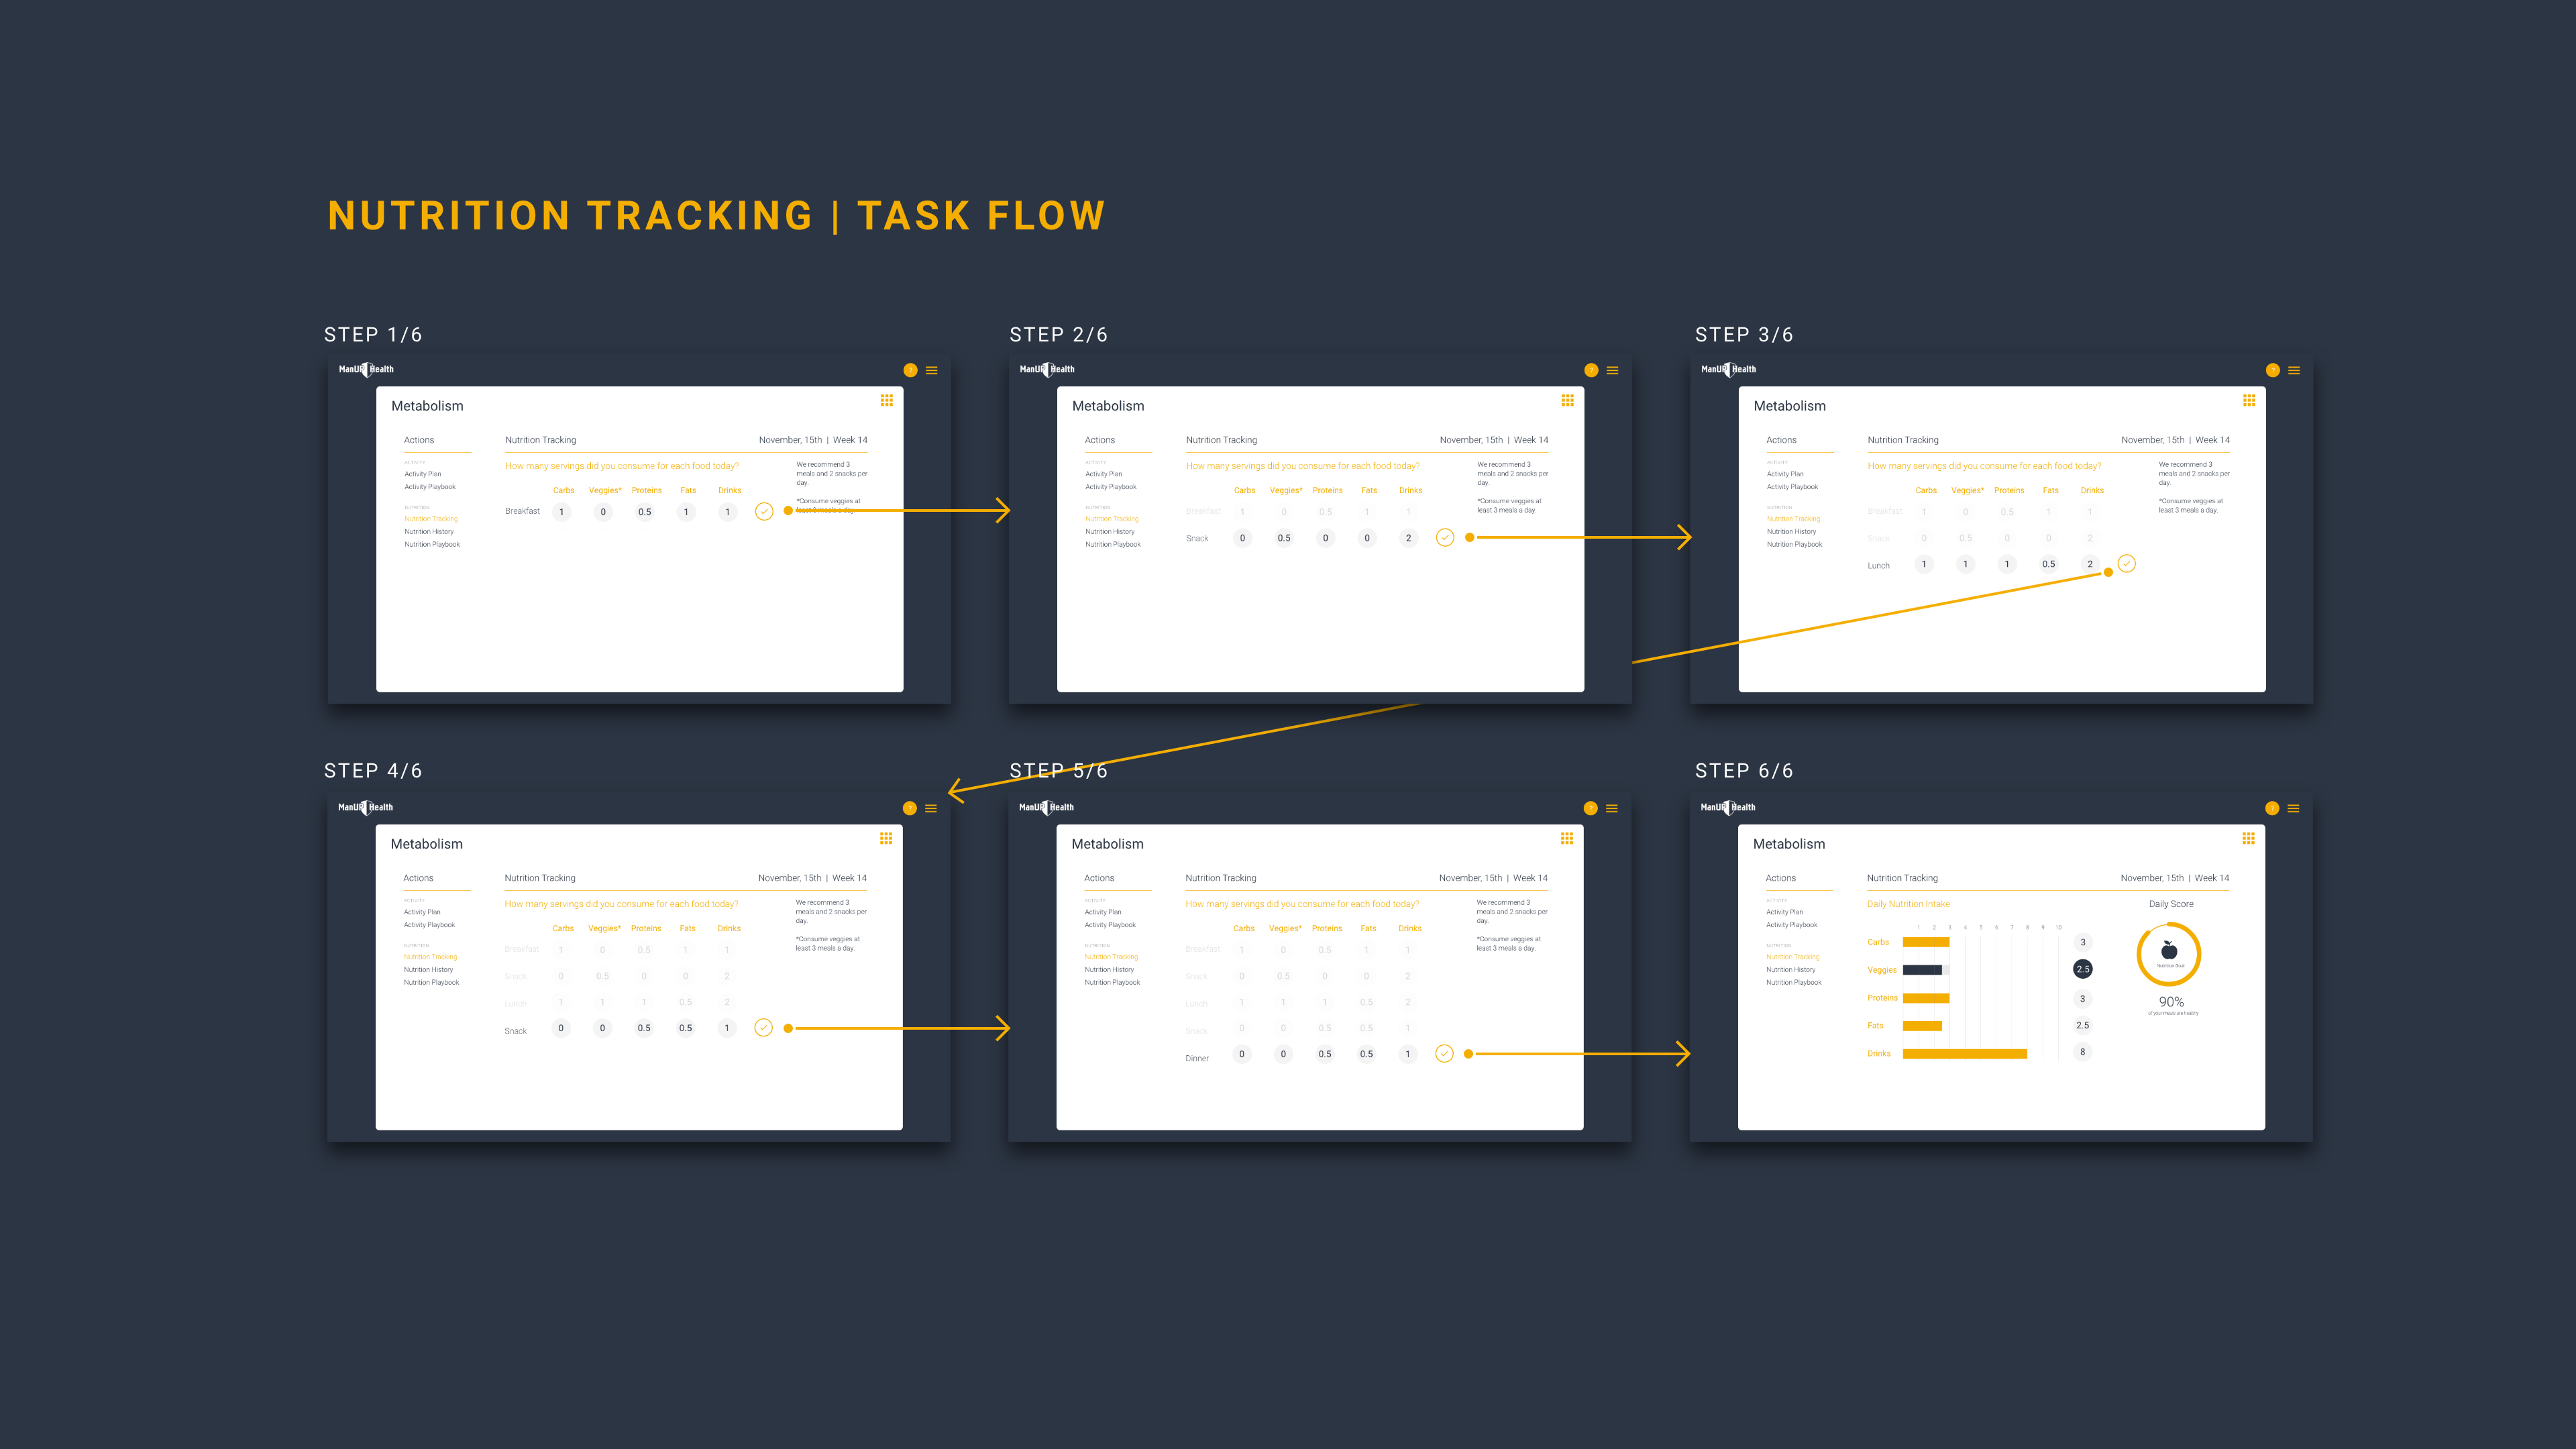 NUTRITION TRACKING | TASK FLOW
STEP 1/6
ManUP Health
?
Metabolism
Actions
ACTIVITY
Activity Plan
Activity Playbook
NUTRITION
Nutrition Tracking
Nutrition History
Nutrition Playbook
Nutrition Tracking
November, 15th | Week 14
How many servings did you consume for each food today?
We recommend 3
meals and 2 snacks per
day.
*Consume veggies at
least 3 meals a day.
Carbs Veggies* Proteins Fats Drinks
Breakfast 1 0 0.5 1 1
STEP 2/6
ManUP Health
?
Metabolism
Actions
ACTIVITY
Activity Plan
Activity Playbook
NUTRITION
Nutrition Tracking
Nutrition History
Nutrition Playbook
Nutrition Tracking
November, 15th | Week 14
How many servings did you consume for each food today?
We recommend 3
meals and 2 snacks per
day.
*Consume veggies at
least 3 meals a day.
Carbs Veggies* Proteins Fats Drinks
Breakfast 1 0 0.5 1 1
Snack 0 0.5 0 0 2
STEP 3/6
ManUP Health
?
Metabolism
Actions
ACTIVITY
Activity Plan
Activity Playbook
NUTRITION
Nutrition Tracking
Nutrition History
Nutrition Playbook
Nutrition Tracking
November, 15th | Week 14
How many servings did you consume for each food today?
We recommend 3
meals and 2 snacks per
day.
*Consume veggies at
least 3 meals a day.
Carbs Veggies* Proteins Fats Drinks
Breakfast 1 0 0.5 1 1
Snack 0 0.5 0 0 2
Lunch 1 1 1 0.5 2
STEP 4/6
ManUP Health
?
Metabolism
Actions
ACTIVITY
Activity Plan
Activity Playbook
NUTRITION
Nutrition Tracking
Nutrition History
Nutrition Playbook
Nutrition Tracking
November, 15th | Week 14
How many servings did you consume for each food today?
We recommend 3
meals and 2 snacks per
day.
*Consume veggies at
least 3 meals a day.
Carbs Veggies* Proteins Fats Drinks
Breakfast 1 0 0.5 1 1
Snack 0 0.5 0 0 2
Lunch 1 1 1 0.5 2
Snack 0 0 0.5 0.5 1
STEP 5/6
ManUP Health
?
Metabolism
Actions
ACTIVITY
Activity Plan
Activity Playbook
NUTRITION
Nutrition Tracking
Nutrition History
Nutrition Playbook
Nutrition Tracking
November, 15th | Week 14
How many servings did you consume for each food today?
We recommend 3
meals and 2 snacks per
day.
*Consume veggies at
least 3 meals a day.
Carbs Veggies* Proteins Fats Drinks
Breakfast 1 0 0.5 1 1
Snack 0 0.5 0 0 2
Lunch 1 1 1 0.5 2
Snack 0 0 0.5 0.5 1
Dinner 0 0 0.5 0.5 1
STEP 6/6
ManUP Health
?
Metabolism
Actions
ACTIVITY
Activity Plan
Activity Playbook
NUTRITION
Nutrition Tracking
Nutrition History
Nutrition Playbook
Nutrition Tracking
November, 15th | Week 14
Daily Nutrition Intake
1 2 3 4 5 6 7 8 9 10
Carbs 3
Veggies 2.5
Proteins 3
Fats 2.5
Drinks 8
Daily Score
Nutrition Goal
90%
of your meals are healthy